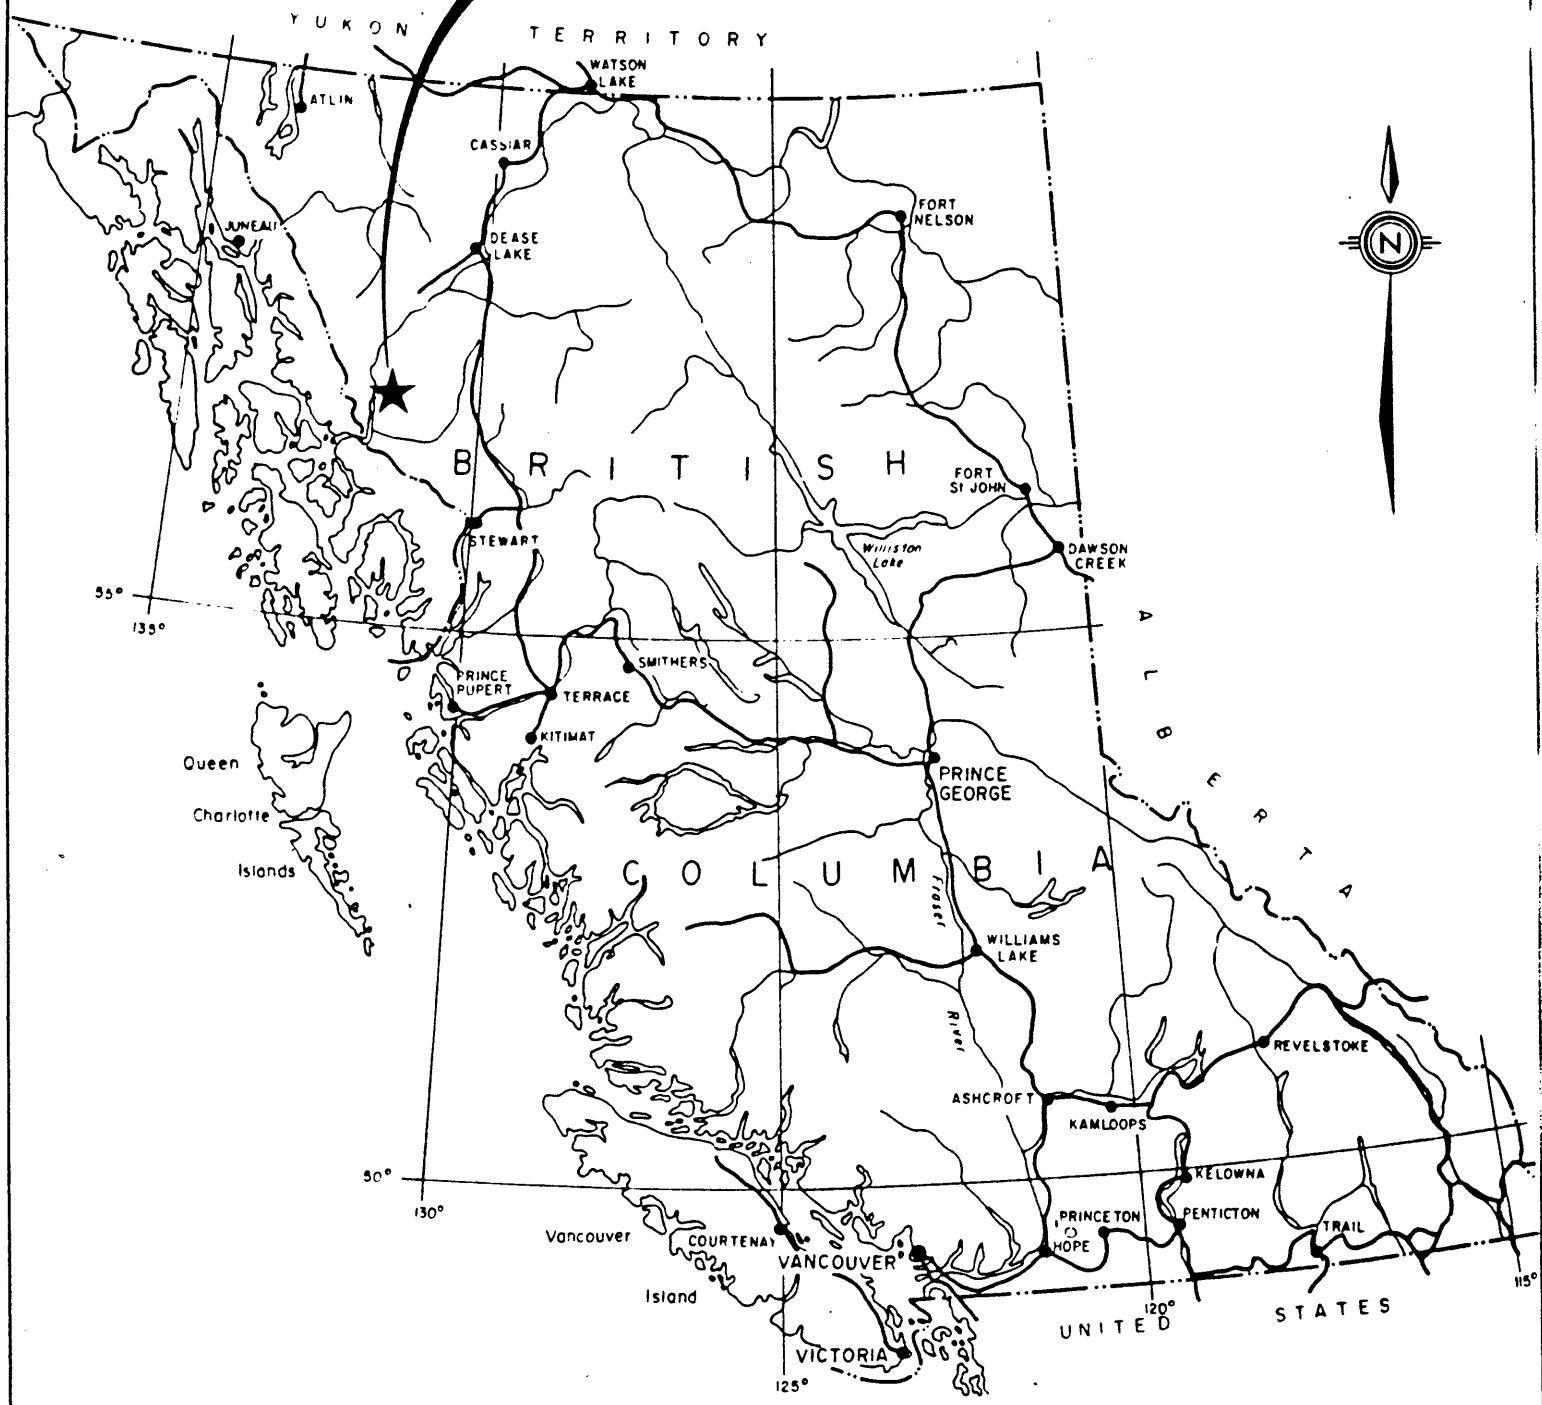 YUKON TERRITORY
WATSON
LAKE
ATLIN
CASSIAR
FORT
NELSON
JUNEAU
DEASE
LAKE
N
BRITISH
FORT
St JOHN
STEWART
Williston
Lake
DAWSON
CREEK
55°
135°
ALBERTA
SMITHERS
PRINCE
PUPERT
TERRACE
KITIMAT
Queen
Charlotte
Islands
PRINCE
GEORGE
COLUMBIA
Fraser
River
WILLIAMS
LAKE
REVELSTOKE
ASHCROFT
KAMLOOPS
50°
130°
KELOWNA
PRINCETON
PENTICTON
TRAIL
HOPE
Vancouver
Island
COURTENAY
VANCOUVER
VICTORIA
125°
120°
115°
UNITED STATES